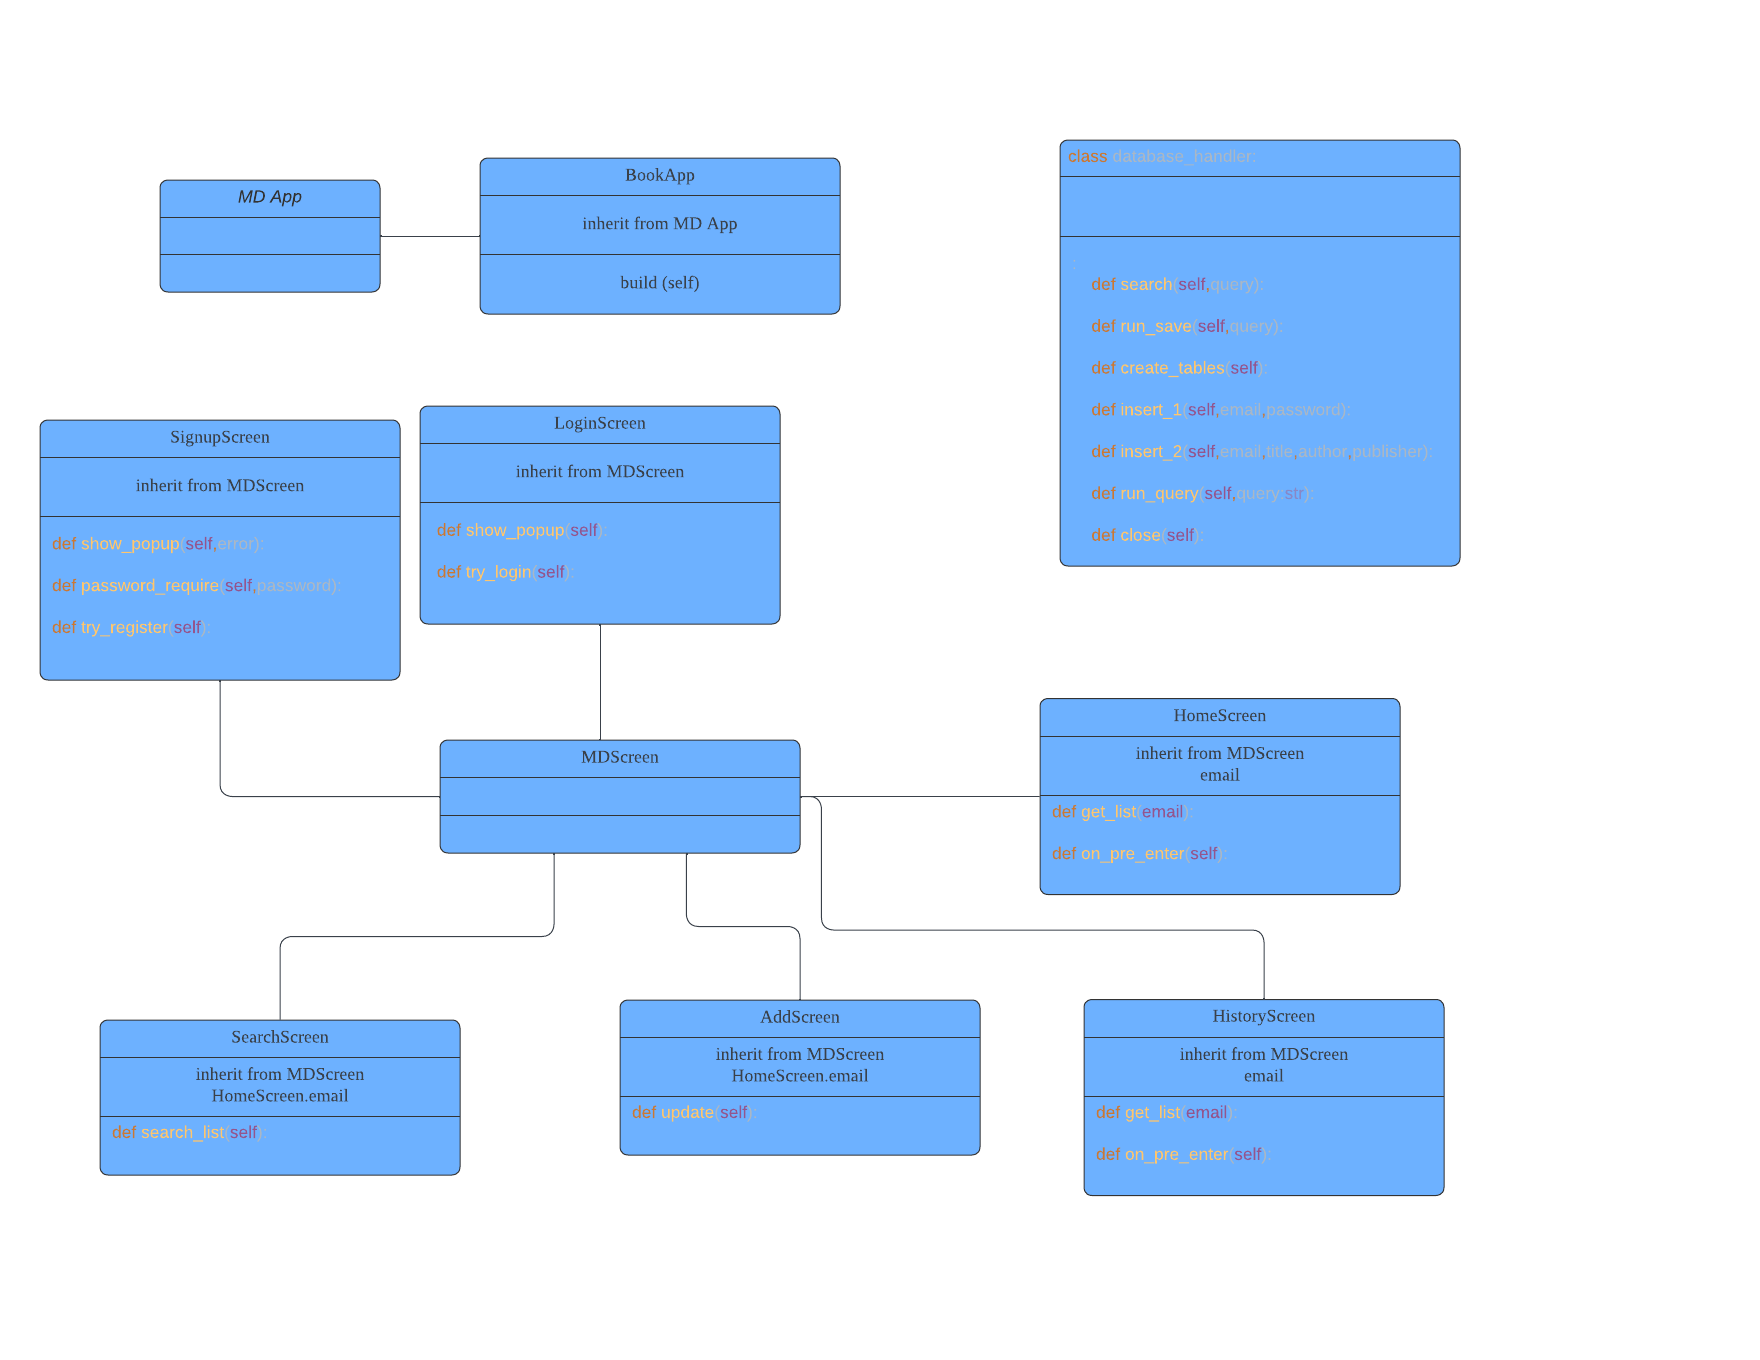 MD App
BookApp
inherit from MD App
build (self)
class database_handler:
:
def search(self,query):
def run_save(self,query):
def create_tables(self):
def insert_1(self,email,password):
def insert_2(self,email,title,author,publisher):
def run_query(self,query:str):
def close(self):
SignupScreen
inherit from MDScreen
def show_popup(self,error):
def password_require(self,password):
def try_register(self):
LoginScreen
inherit from MDScreen
def show_popup(self):
def try_login(self):
MDScreen
HomeScreen
inherit from MDScreen
email
def get_list(email):
def on_pre_enter(self):
SearchScreen
inherit from MDScreen
HomeScreen.email
def search_list(self):
AddScreen
inherit from MDScreen
HomeScreen.email
def update(self):
HistoryScreen
inherit from MDScreen
email
def get_list(email):
def on_pre_enter(self):